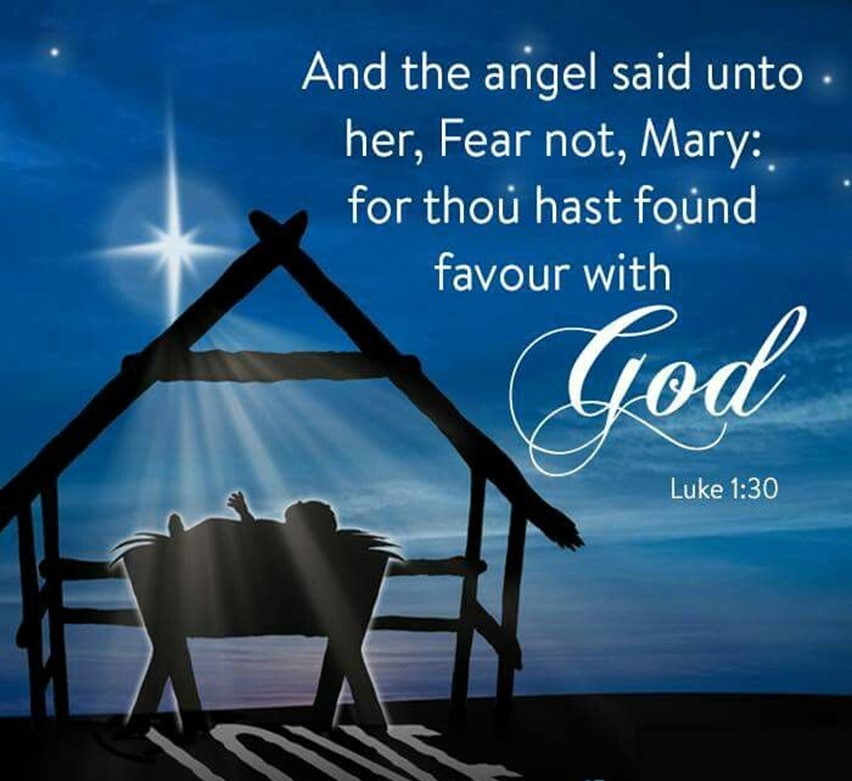 And the angel said unto
her, Fear not, Mary:
for thou hast found
favour with
God
Luke 1:30
LOVE